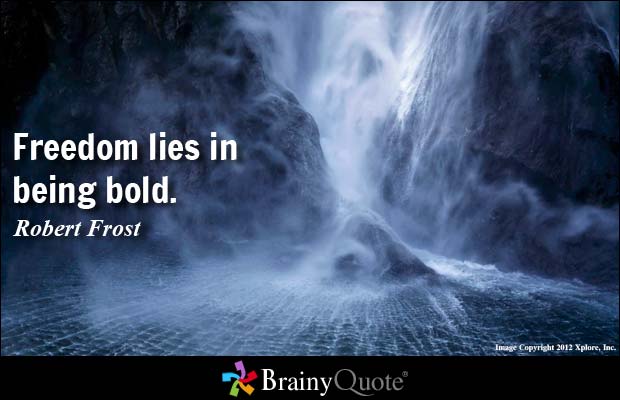 Freedom lies in
being bold.
Robert Frost
Image Copyright 2012 Xplore, Inc.
BrainyQuote®